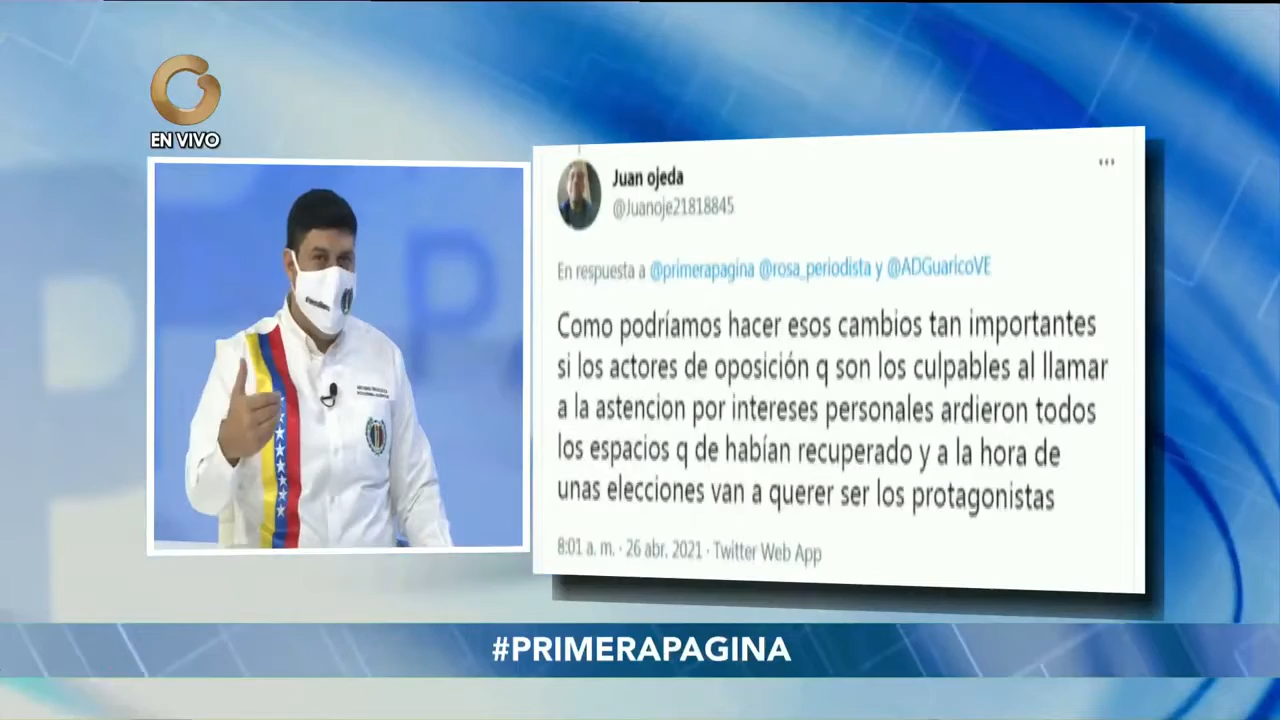 EN VIVO
Juan ojeda
@Juanoje21818845
En respuesta a @primerapagina @rosa_periodista y @ADGuaricoVE
Como podríamos hacer esos cambios tan importantes
si los actores de oposición q son los culpables al llamar
a la astencion por intereses personales ardieron todos
los espacios q de habían recuperado y a la hora de
unas elecciones van a querer ser los protagonistas
8:01 a. m. · 26 abr. 2021 · Twitter Web App
#PRIMERAPAGINA